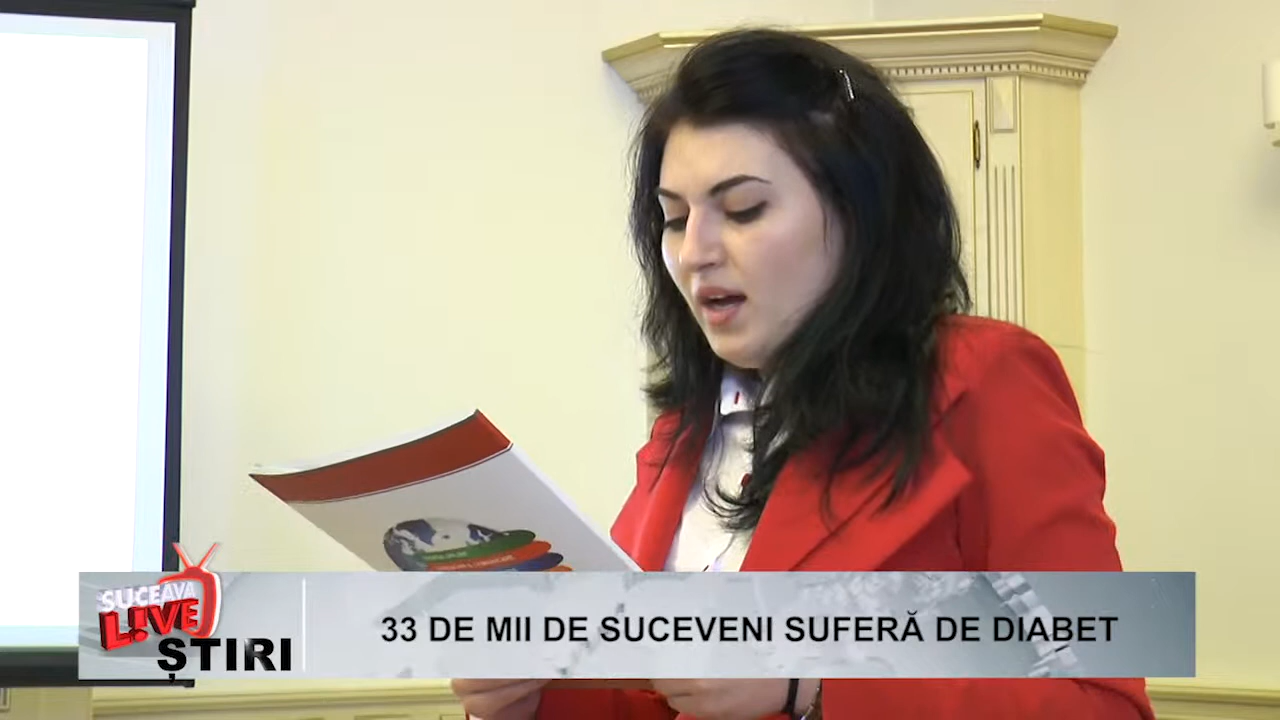 SUCEAVA
L!VE
ȘTIRI
33 DE MII DE SUCEVENI SUFERĂ DE DIABET